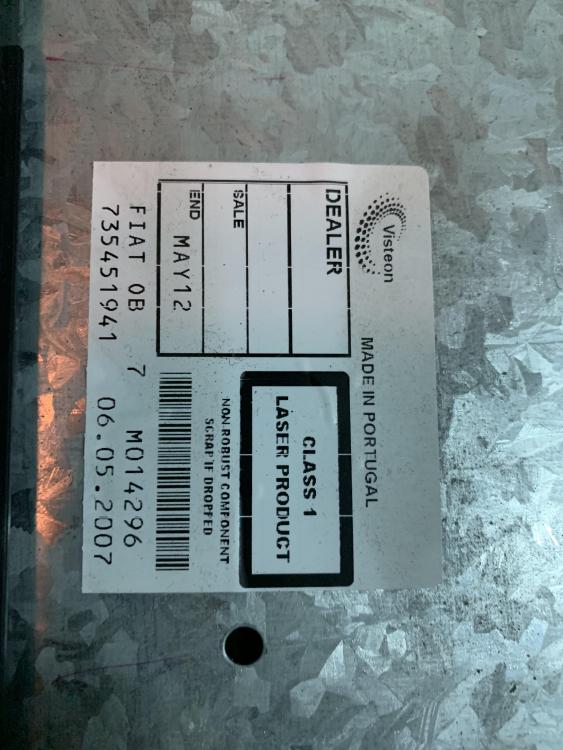 Visteon
MADE IN PORTUGAL
DEALER
SALE
END MAY12
CLASS 1
LASER PRODUCT
NON ROBUST COMPONENT
SCRAP IF DROPPED
FIAT OB 7 M014296
735451941 06.05.2007